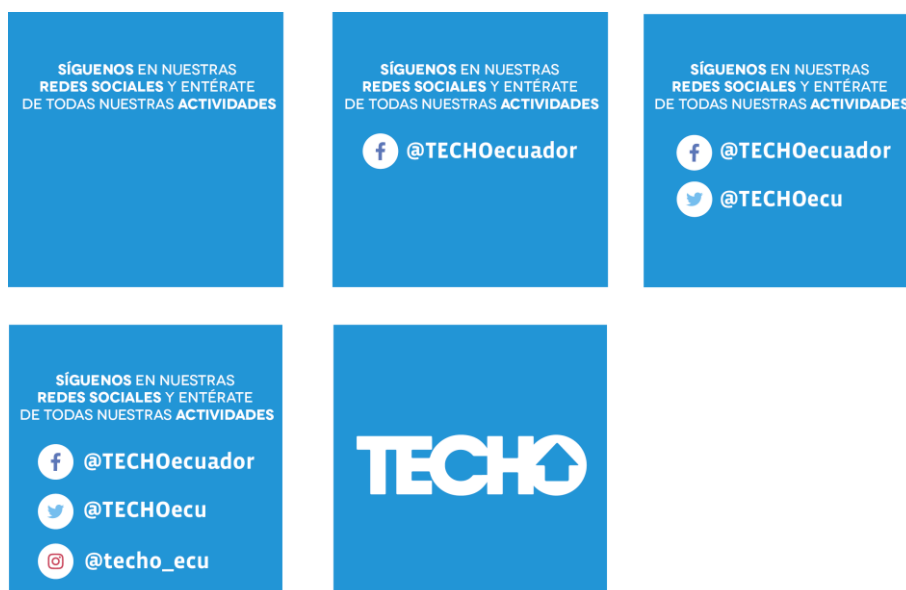 SÍGUENOS EN NUESTRAS
REDES SOCIALES Y ENTÉRATE
DE TODAS NUESTRAS ACTIVIDADES
SÍGUENOS EN NUESTRAS
REDES SOCIALES Y ENTÉRATE
DE TODAS NUESTRAS ACTIVIDADES
@TECHOecuador
SÍGUENOS EN NUESTRAS
REDES SOCIALES Y ENTÉRATE
DE TODAS NUESTRAS ACTIVIDADES
@TECHOecuador
@TECHOecu
SÍGUENOS EN NUESTRAS
REDES SOCIALES Y ENTÉRATE
DE TODAS NUESTRAS ACTIVIDADES
@TECHOecuador
@TECHOecu
@techo_ecu
TECHO